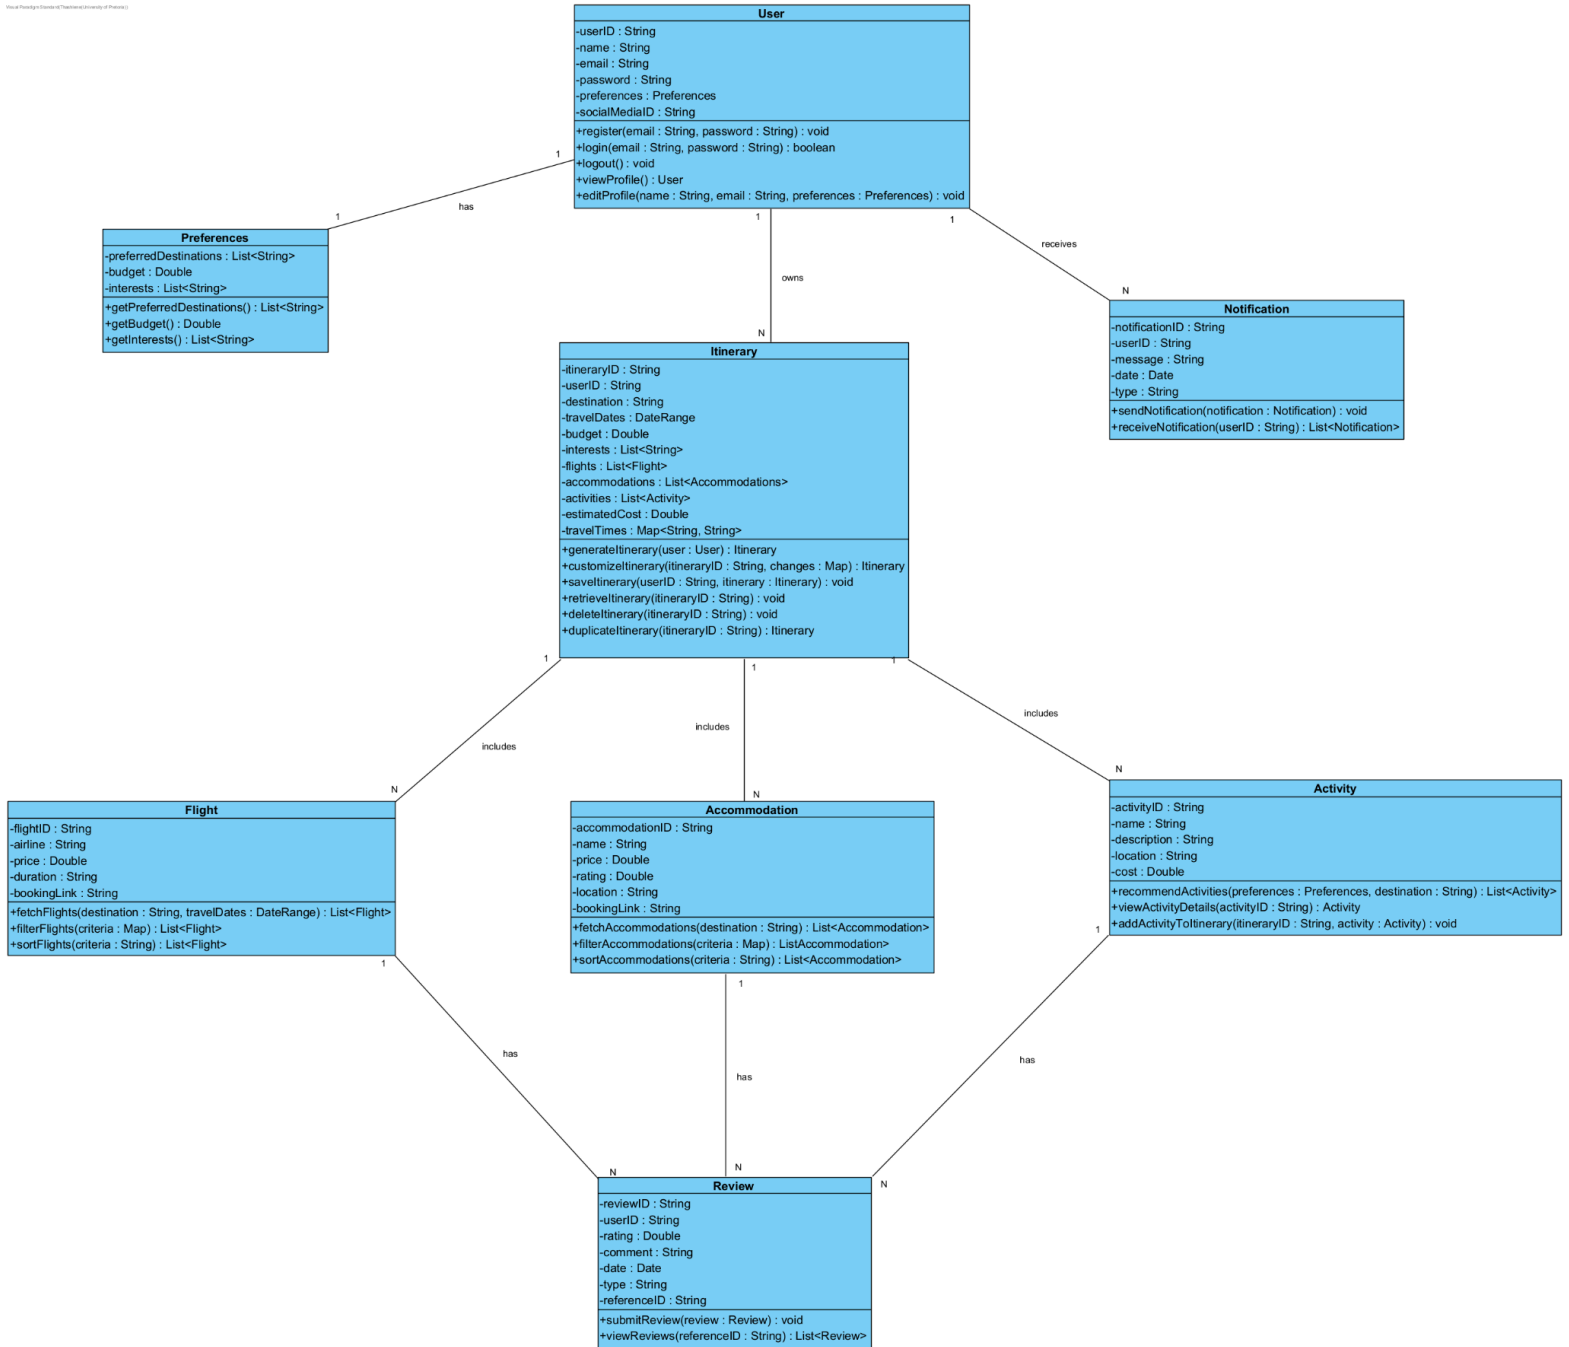 Visual Paradigm Standard(Thashlene(University of Pretoria))
User
-userID : String
-name : String
-email : String
-password : String
-preferences : Preferences
-socialMediaID : String
+register(email : String, password : String) : void
+login(email : String, password : String) : boolean
+logout() : void
+viewProfile() : User
+editProfile(name : String, email : String, preferences : Preferences) : void
1
has
1
1
owns
N
1
receives
N
Preferences
-preferredDestinations : List<String>
-budget : Double
-interests : List<String>
+getPreferredDestinations() : List<String>
+getBudget() : Double
+getInterests() : List<String>
Notification
-notificationID : String
-userID : String
-message : String
-date : Date
-type : String
+sendNotification(notification : Notification) : void
+receiveNotification(userID : String) : List<Notification>
Itinerary
-itineraryID : String
-userID : String
-destination : String
-travelDates : DateRange
-budget : Double
-interests : List<String>
-flights : List<Flight>
-accommodations : List<Accommodations>
-activities : List<Activity>
-estimatedCost : Double
-travelTimes : Map<String, String>
+generateItinerary(user : User) : Itinerary
+customizeItinerary(itineraryID : String, changes : Map) : Itinerary
+saveItinerary(userID : String, itinerary : Itinerary) : void
+retrieveItinerary(itineraryID : String) : void
+deleteItinerary(itineraryID : String) : void
+duplicateItinerary(itineraryID : String) : Itinerary
1
includes
N
1
includes
N
1
includes
N
Flight
-flightID : String
-airline : String
-price : Double
-duration : String
-bookingLink : String
+fetchFlights(destination : String, travelDates : DateRange) : List<Flight>
+filterFlights(criteria : Map) : List<Flight>
+sortFlights(criteria : String) : List<Flight>
Accommodation
-accommodationID : String
-name : String
-price : Double
-rating : Double
-location : String
-bookingLink : String
+fetchAccommodations(destination : String) : List<Accommodation>
+filterAccommodations(criteria : Map) : ListAccommodation>
+sortAccommodations(criteria : String) : List<Accommodation>
Activity
-activityID : String
-name : String
-description : String
-location : String
-cost : Double
+recommendActivities(preferences : Preferences, destination : String) : List<Activity>
+viewActivityDetails(activityID : String) : Activity
+addActivityToItinerary(itineraryID : String, activity : Activity) : void
1
has
N
1
has
N
1
has
N
Review
-reviewID : String
-userID : String
-rating : Double
-comment : String
-date : Date
-type : String
-referenceID : String
+submitReview(review : Review) : void
+viewReviews(referenceID : String) : List<Review>